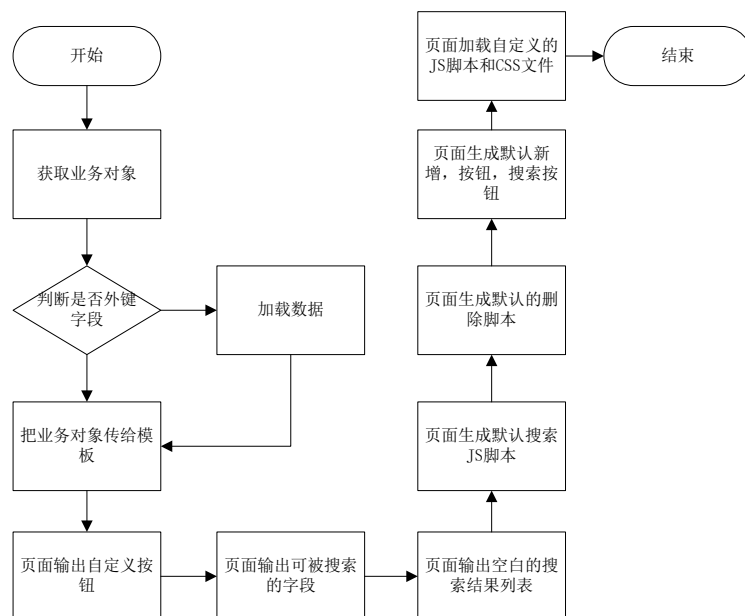 开始
获取业务对象
判断是否外键
字段
加载数据
把业务对象传给模
板
页面输出自定义按
钮
页面输出可被搜索
的字段
页面输出空白的搜
索结果列表
页面生成默认搜索
JS脚本
页面生成默认的删
除脚本
页面生成默认新
增，按钮，搜索按
钮
页面加载自定义的
JS脚本和CSS文件
结束